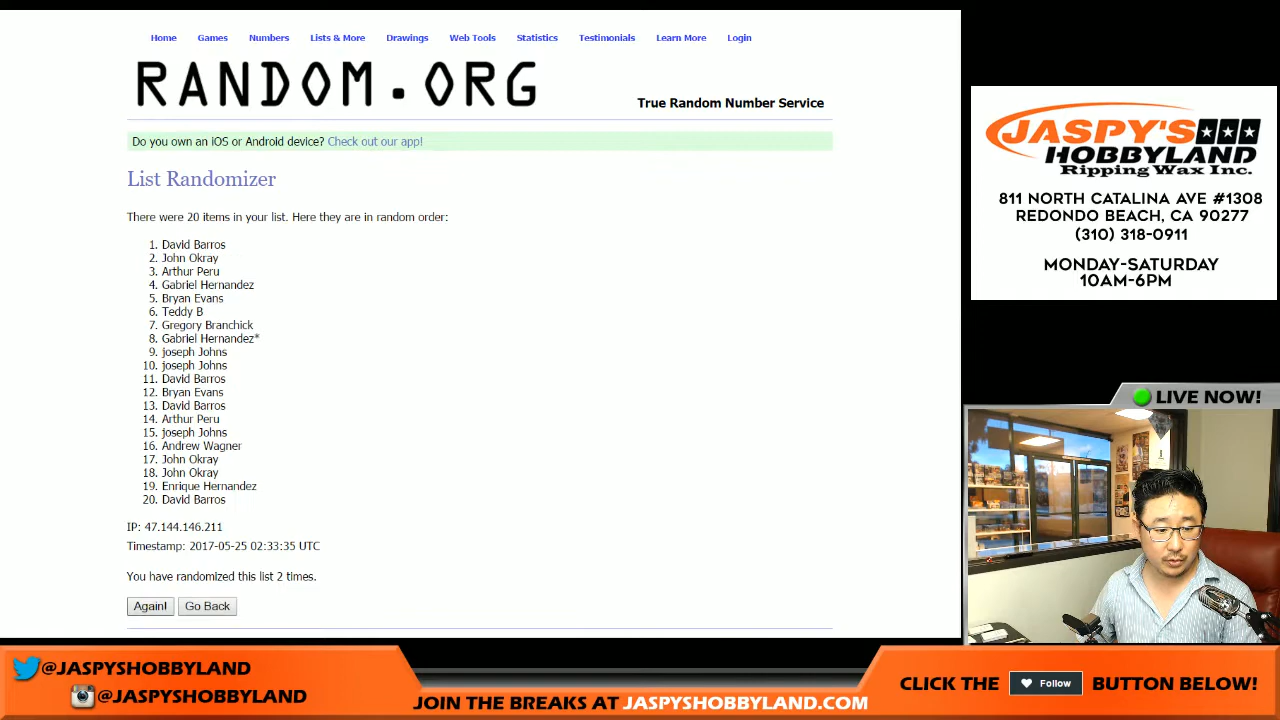 Home Games Numbers Lists & More Drawings Web Tools Statistics Testimonials Learn More Login
RANDOM.ORG
True Random Number Service
Do you own an iOS or Android device? Check out our app!
List Randomizer
There were 20 items in your list. Here they are in random order:
1. David Barros
2. John Okray
3. Arthur Peru
4. Gabriel Hernandez
5. Bryan Evans
6. Teddy B
7. Gregory Branchick
8. Gabriel Hernandez*
9. joseph Johns
10. joseph Johns
11. David Barros
12. Bryan Evans
13. David Barros
14. Arthur Peru
15. joseph Johns
16. Andrew Wagner
17. John Okray
18. John Okray
19. Enrique Hernandez
20. David Barros
IP: 47.144.146.211
Timestamp: 2017-05-25 02:33:35 UTC
You have randomized this list 2 times.
Again! Go Back
JASPY'S
HOBBYLAND
Ripping Wax Inc.
811 NORTH CATALINA AVE #1308
REDONDO BEACH, CA 90277
(310) 318-0911
MONDAY-SATURDAY
10AM-6PM
LIVE NOW!
@JASPYSHOBBYLAND
@JASPYSHOBBYLAND
JOIN THE BREAKS AT JASPYSHOBBYLAND.COM
CLICK THE Follow BUTTON BELOW!